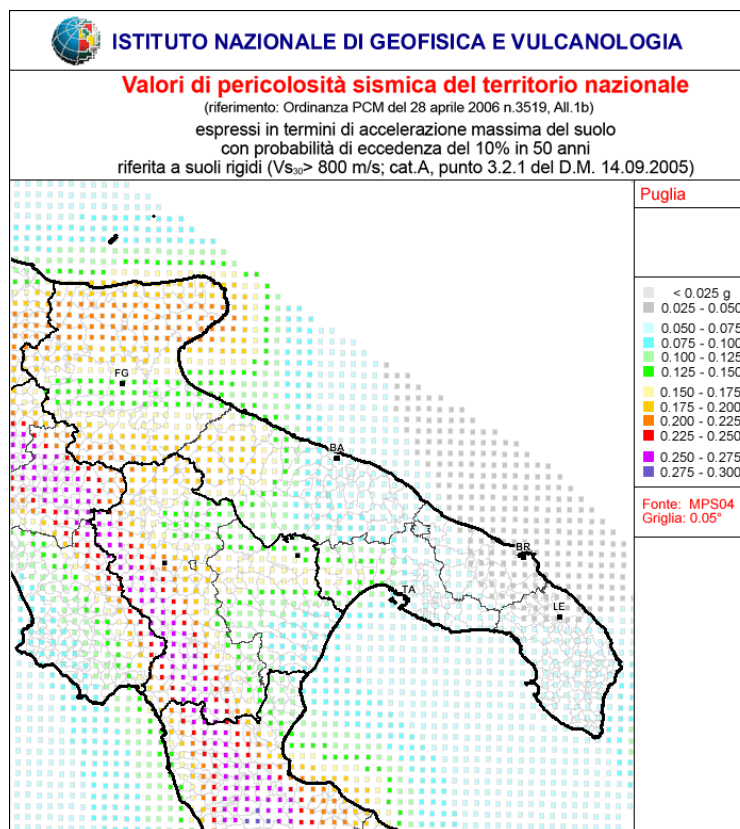 ISTITUTO NAZIONALE DI GEOFISICA E VULCANOLOGIA
Valori di pericolosità sismica del territorio nazionale
(riferimento: Ordinanza PCM del 28 aprile 2006 n.3519, All.1b)
espressi in termini di accelerazione massima del suolo
con probabilità di eccedenza del 10% in 50 anni
riferita a suoli rigidi (Vs₃₀> 800 m/s; cat.A, punto 3.2.1 del D.M. 14.09.2005)
Puglia
< 0.025 g
0.025 - 0.050
0.050 - 0.075
0.075 - 0.100
0.100 - 0.125
0.125 - 0.150
0.150 - 0.175
0.175 - 0.200
0.200 - 0.225
0.225 - 0.250
0.250 - 0.275
0.275 - 0.300
Fonte: MPS04
Griglia: 0.05°
FG
BA
BR
TA
LE